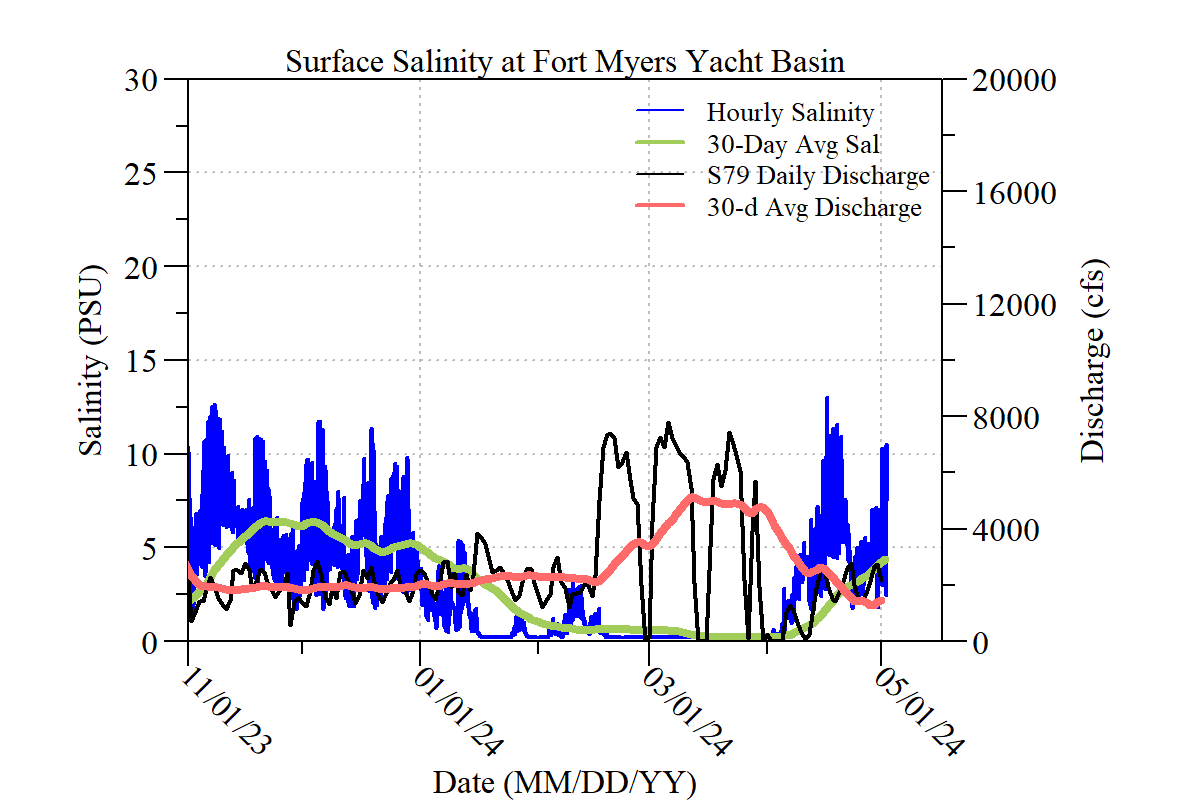 Surface Salinity at Fort Myers Yacht Basin
30
25
20
15
10
5
0
Salinity (PSU)
Hourly Salinity
30-Day Avg Sal
S79 Daily Discharge
30-d Avg Discharge
20000
16000
12000
8000
4000
0
Discharge (cfs)
11/01/23
01/01/24
03/01/24
05/01/24
Date (MM/DD/YY)